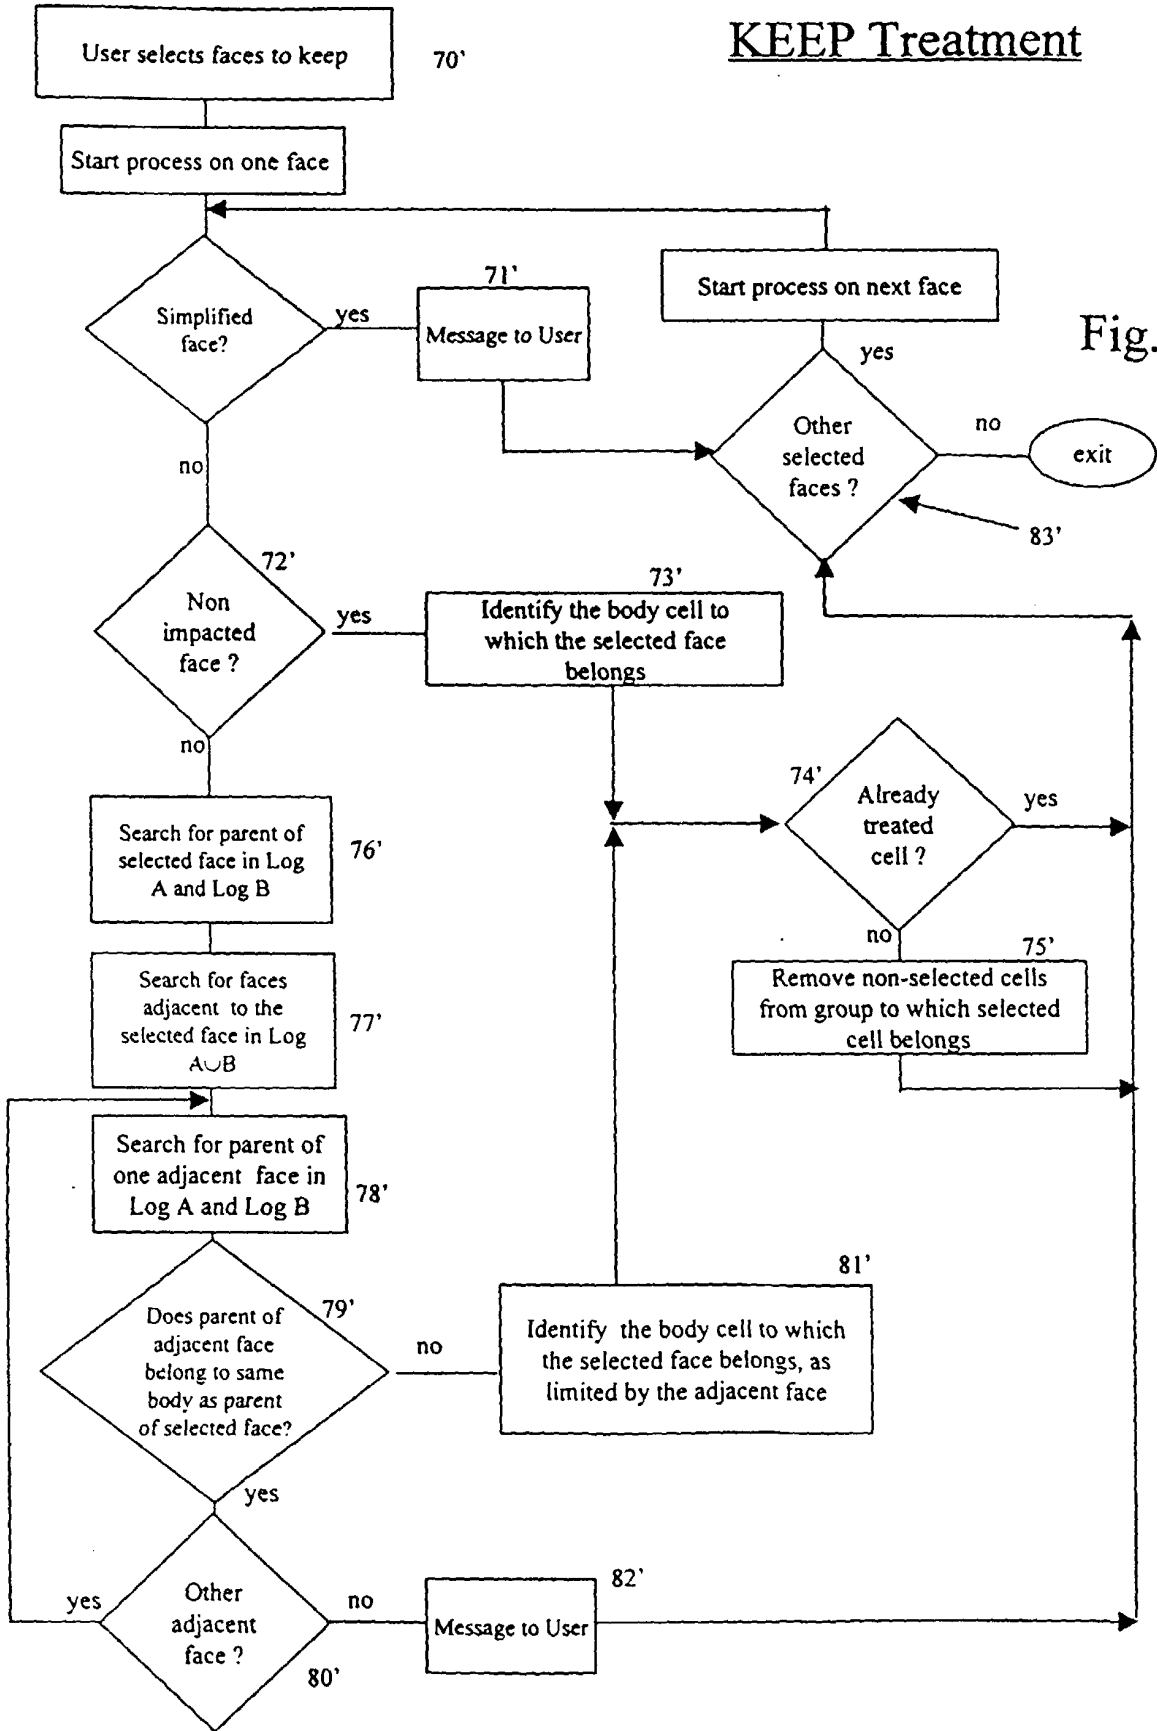 KEEP Treatment
User selects faces to keep
70'
Start process on one face
Simplified
face?
yes
71'
Message to User
Start process on next face
Fig.
yes
Other
selected
faces ?
no
exit
83'
no
72'
Non
impacted
face ?
yes
73'
Identify the body cell to
which the selected face
belongs
no
74'
Already
treated
cell ?
yes
no
75'
Remove non-selected cells
from group to which selected
cell belongs
Search for parent of
selected face in Log
A and Log B
76'
Search for faces
adjacent to the
selected face in Log
A∪B
77'
Search for parent of
one adjacent face in
Log A and Log B
78'
79'
Does parent of
adjacent face
belong to same
body as parent
of selected face?
no
81'
Identify the body cell to which
the selected face belongs, as
limited by the adjacent face
yes
yes
Other
adjacent
face ?
80'
no
82'
Message to User